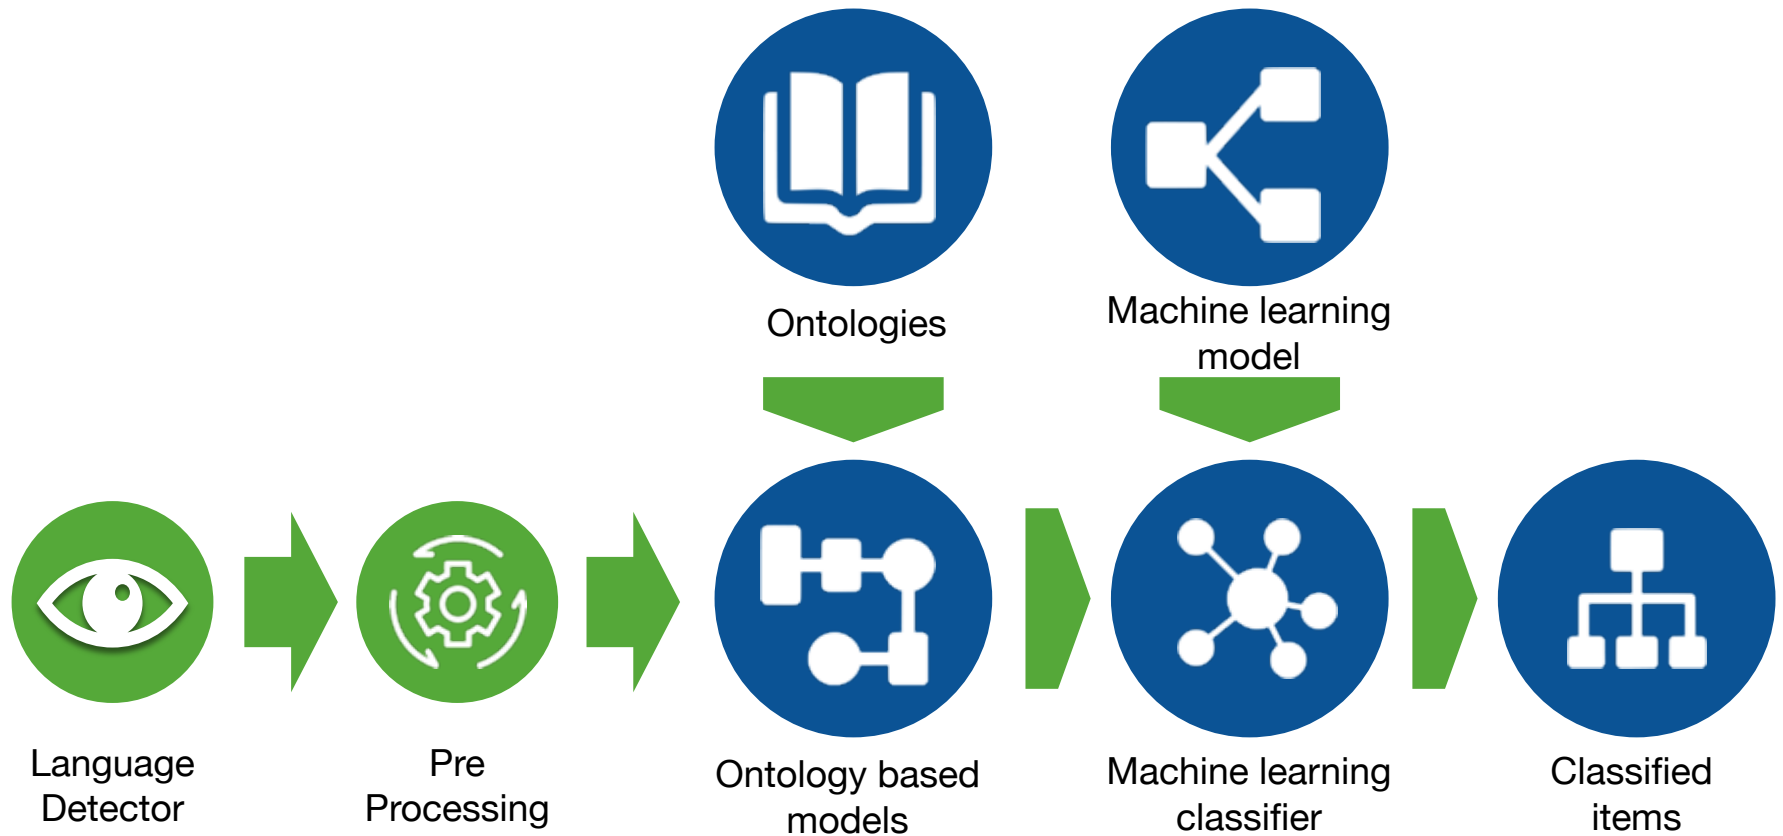 Ontologies
Machine learning
model
Language
Detector
Pre
Processing
Ontology based
models
Machine learning
classifier
Classified
items